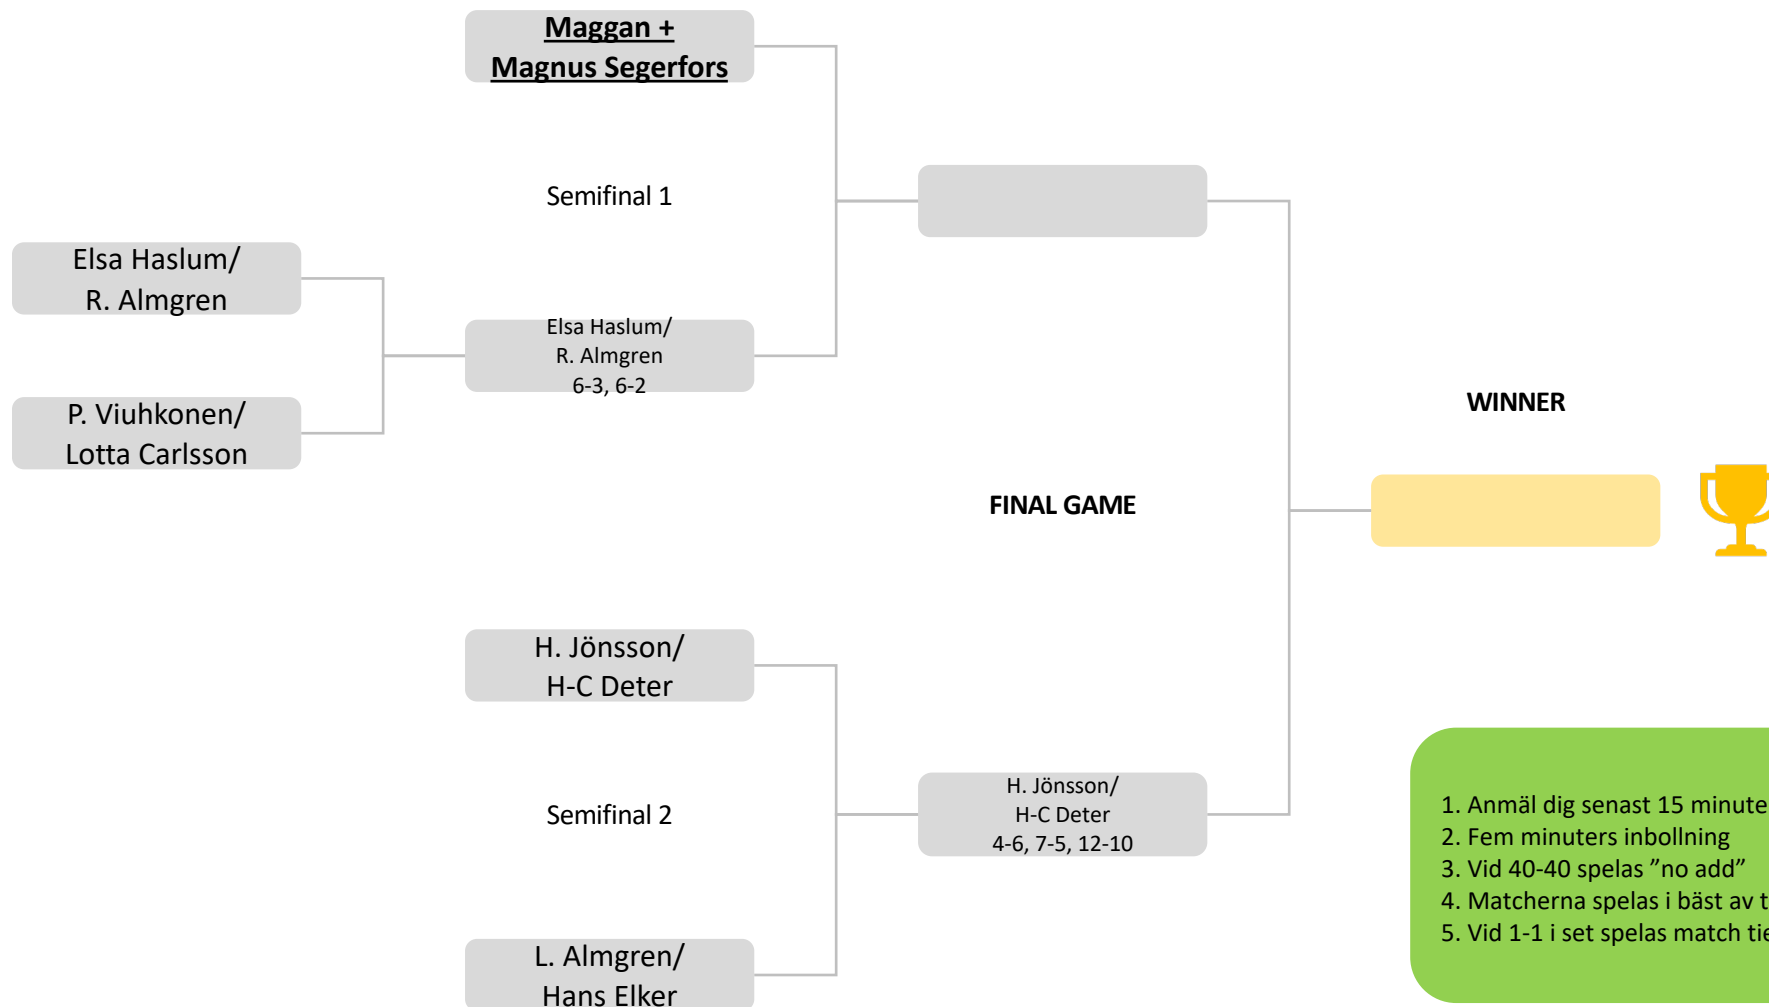 Maggan +
Magnus Segerfors
Semifinal 1
Elsa Haslum/
R. Almgren
Elsa Haslum/
R. Almgren
6-3, 6-2
P. Viuhkonen/
Lotta Carlsson
WINNER
FINAL GAME
H. Jönsson/
H-C Deter
Semifinal 2
H. Jönsson/
H-C Deter
4-6, 7-5, 12-10
L. Almgren/
Hans Elker
1. Anmäl dig senast 15 minute
2. Fem minuters inbollning
3. Vid 40-40 spelas ”no add”
4. Matcherna spelas i bäst av t
5. Vid 1-1 i set spelas match tie